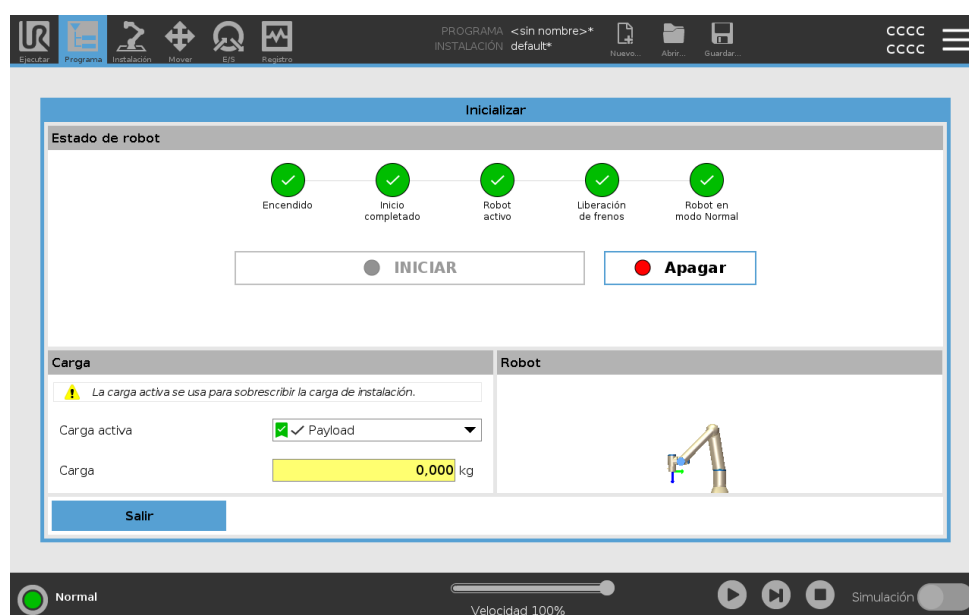 UR
PROGRAMA <sin nombre>*
INSTALACIÓN default*
cccc
cccc
Ejecutar Programa Instalación Mover E/S Registro Nuevo... Abrir... Guardar...
Inicializar
Estado de robot
Encendido
Inicio completado
Robot activo
Liberación de frenos
Robot en modo Normal
INICIAR
Apagar
Carga
Robot
La carga activa se usa para sobrescribir la carga de instalación.
Carga activa
Payload
Carga
0,000 kg
Salir
Normal
Velocidad 100%
Simulación